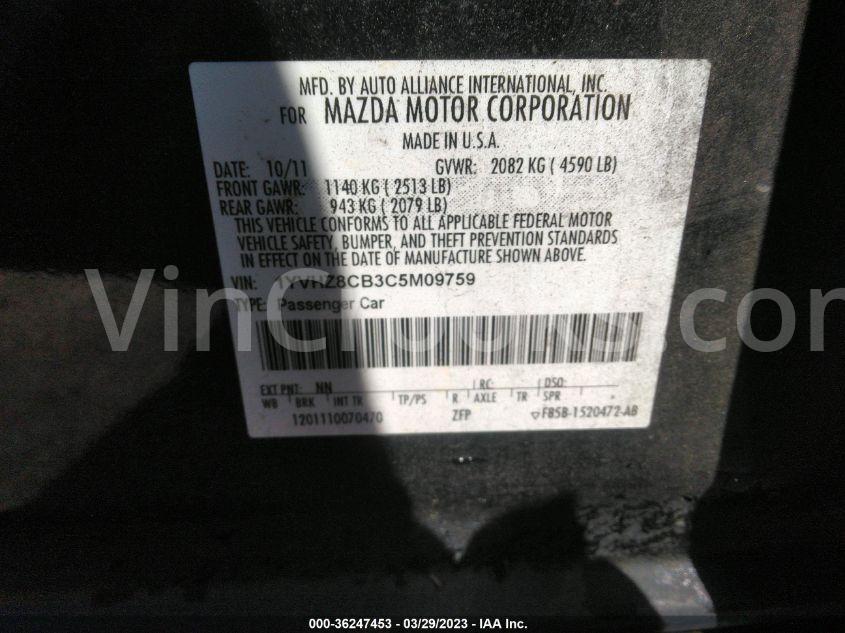 MFD. BY AUTO ALLIANCE INTERNATIONAL, INC.
FOR MAZDA MOTOR CORPORATION
MADE IN U.S.A.
DATE: 10/11 GVWR: 2082 KG ( 4590 LB)
FRONT GAWR: 1140 KG ( 2513 LB)
REAR GAWR: 943 KG ( 2079 LB)
THIS VEHICLE CONFORMS TO ALL APPLICABLE FEDERAL MOTOR
VEHICLE SAFETY, BUMPER, AND THEFT PREVENTION STANDARDS
IN EFFECT ON THE DATE OF MANUFACTURE SHOWN ABOVE.
VIN: 1YVHZ8CB3C5M09759
TYPE: Passenger Car
EXT PNT: NN RC: DSO:
WB BRK INT TR TP/PS R AXLE TR SPR
1201110070470 ZFP F85B-1520472-AB
000-36247453 - 03/29/2023 - IAA Inc.